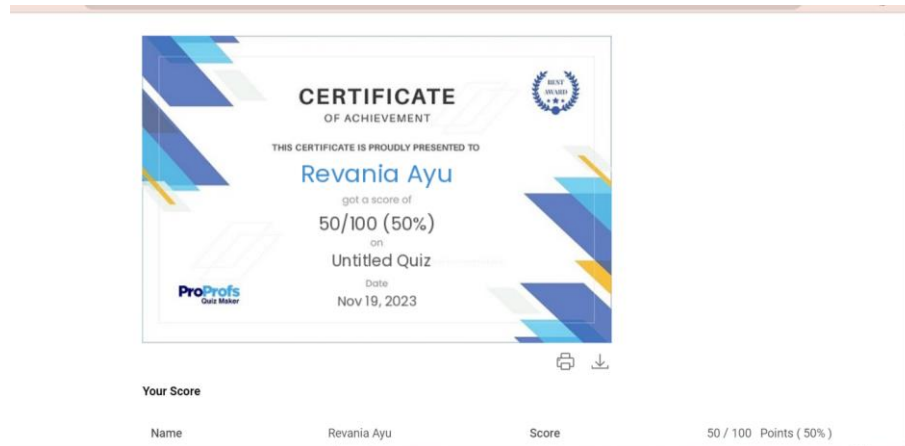 CERTIFICATE
OF ACHIEVEMENT
BEST
AWARD
THIS CERTIFICATE IS PROUDLY PRESENTED TO
Revania Ayu
got a score of
50/100 (50%)
on
Untitled Quiz
Date
Nov 19, 2023
ProProfs
Quiz Maker
Your Score
Name Revania Ayu Score 50 / 100 Points ( 50% )